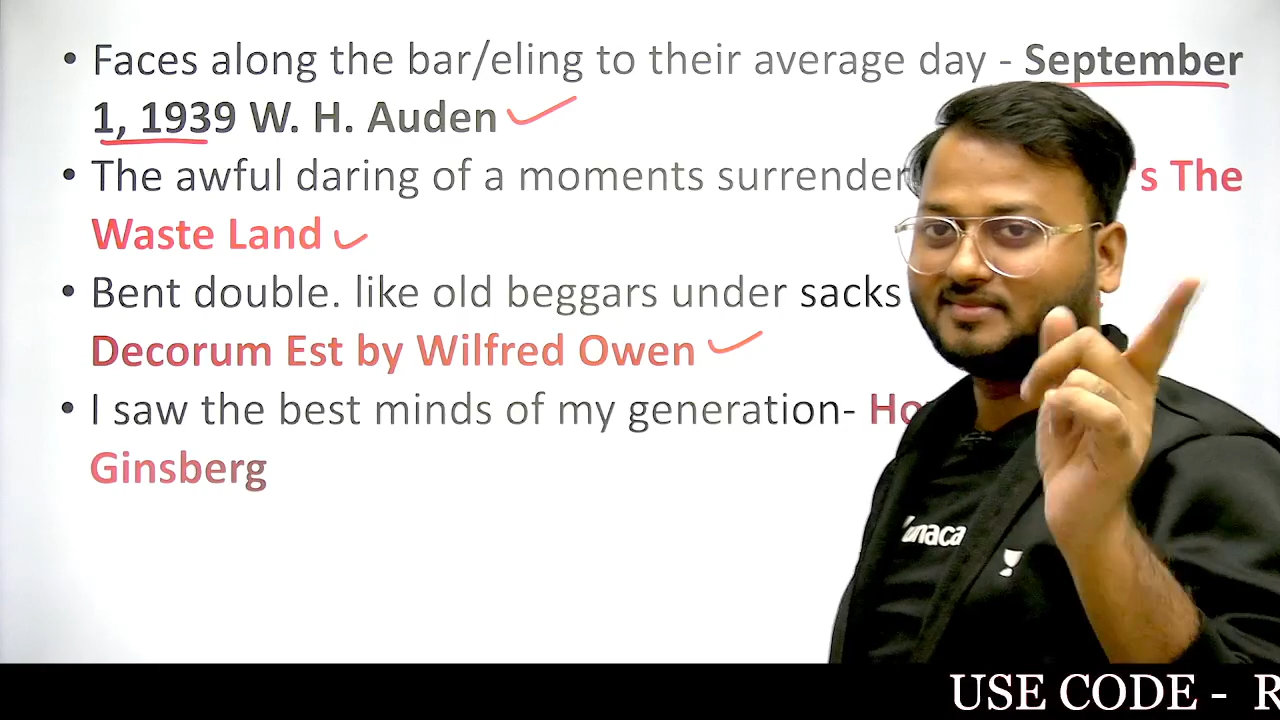 • Faces along the bar/eling to their average day - September
1, 1939 W. H. Auden
• The awful daring of a moments surrender 's The
Waste Land
• Bent double. like old beggars under sacks
Decorum Est by Wilfred Owen
• I saw the best minds of my generation-
Ginsberg
unaca
USE CODE - R